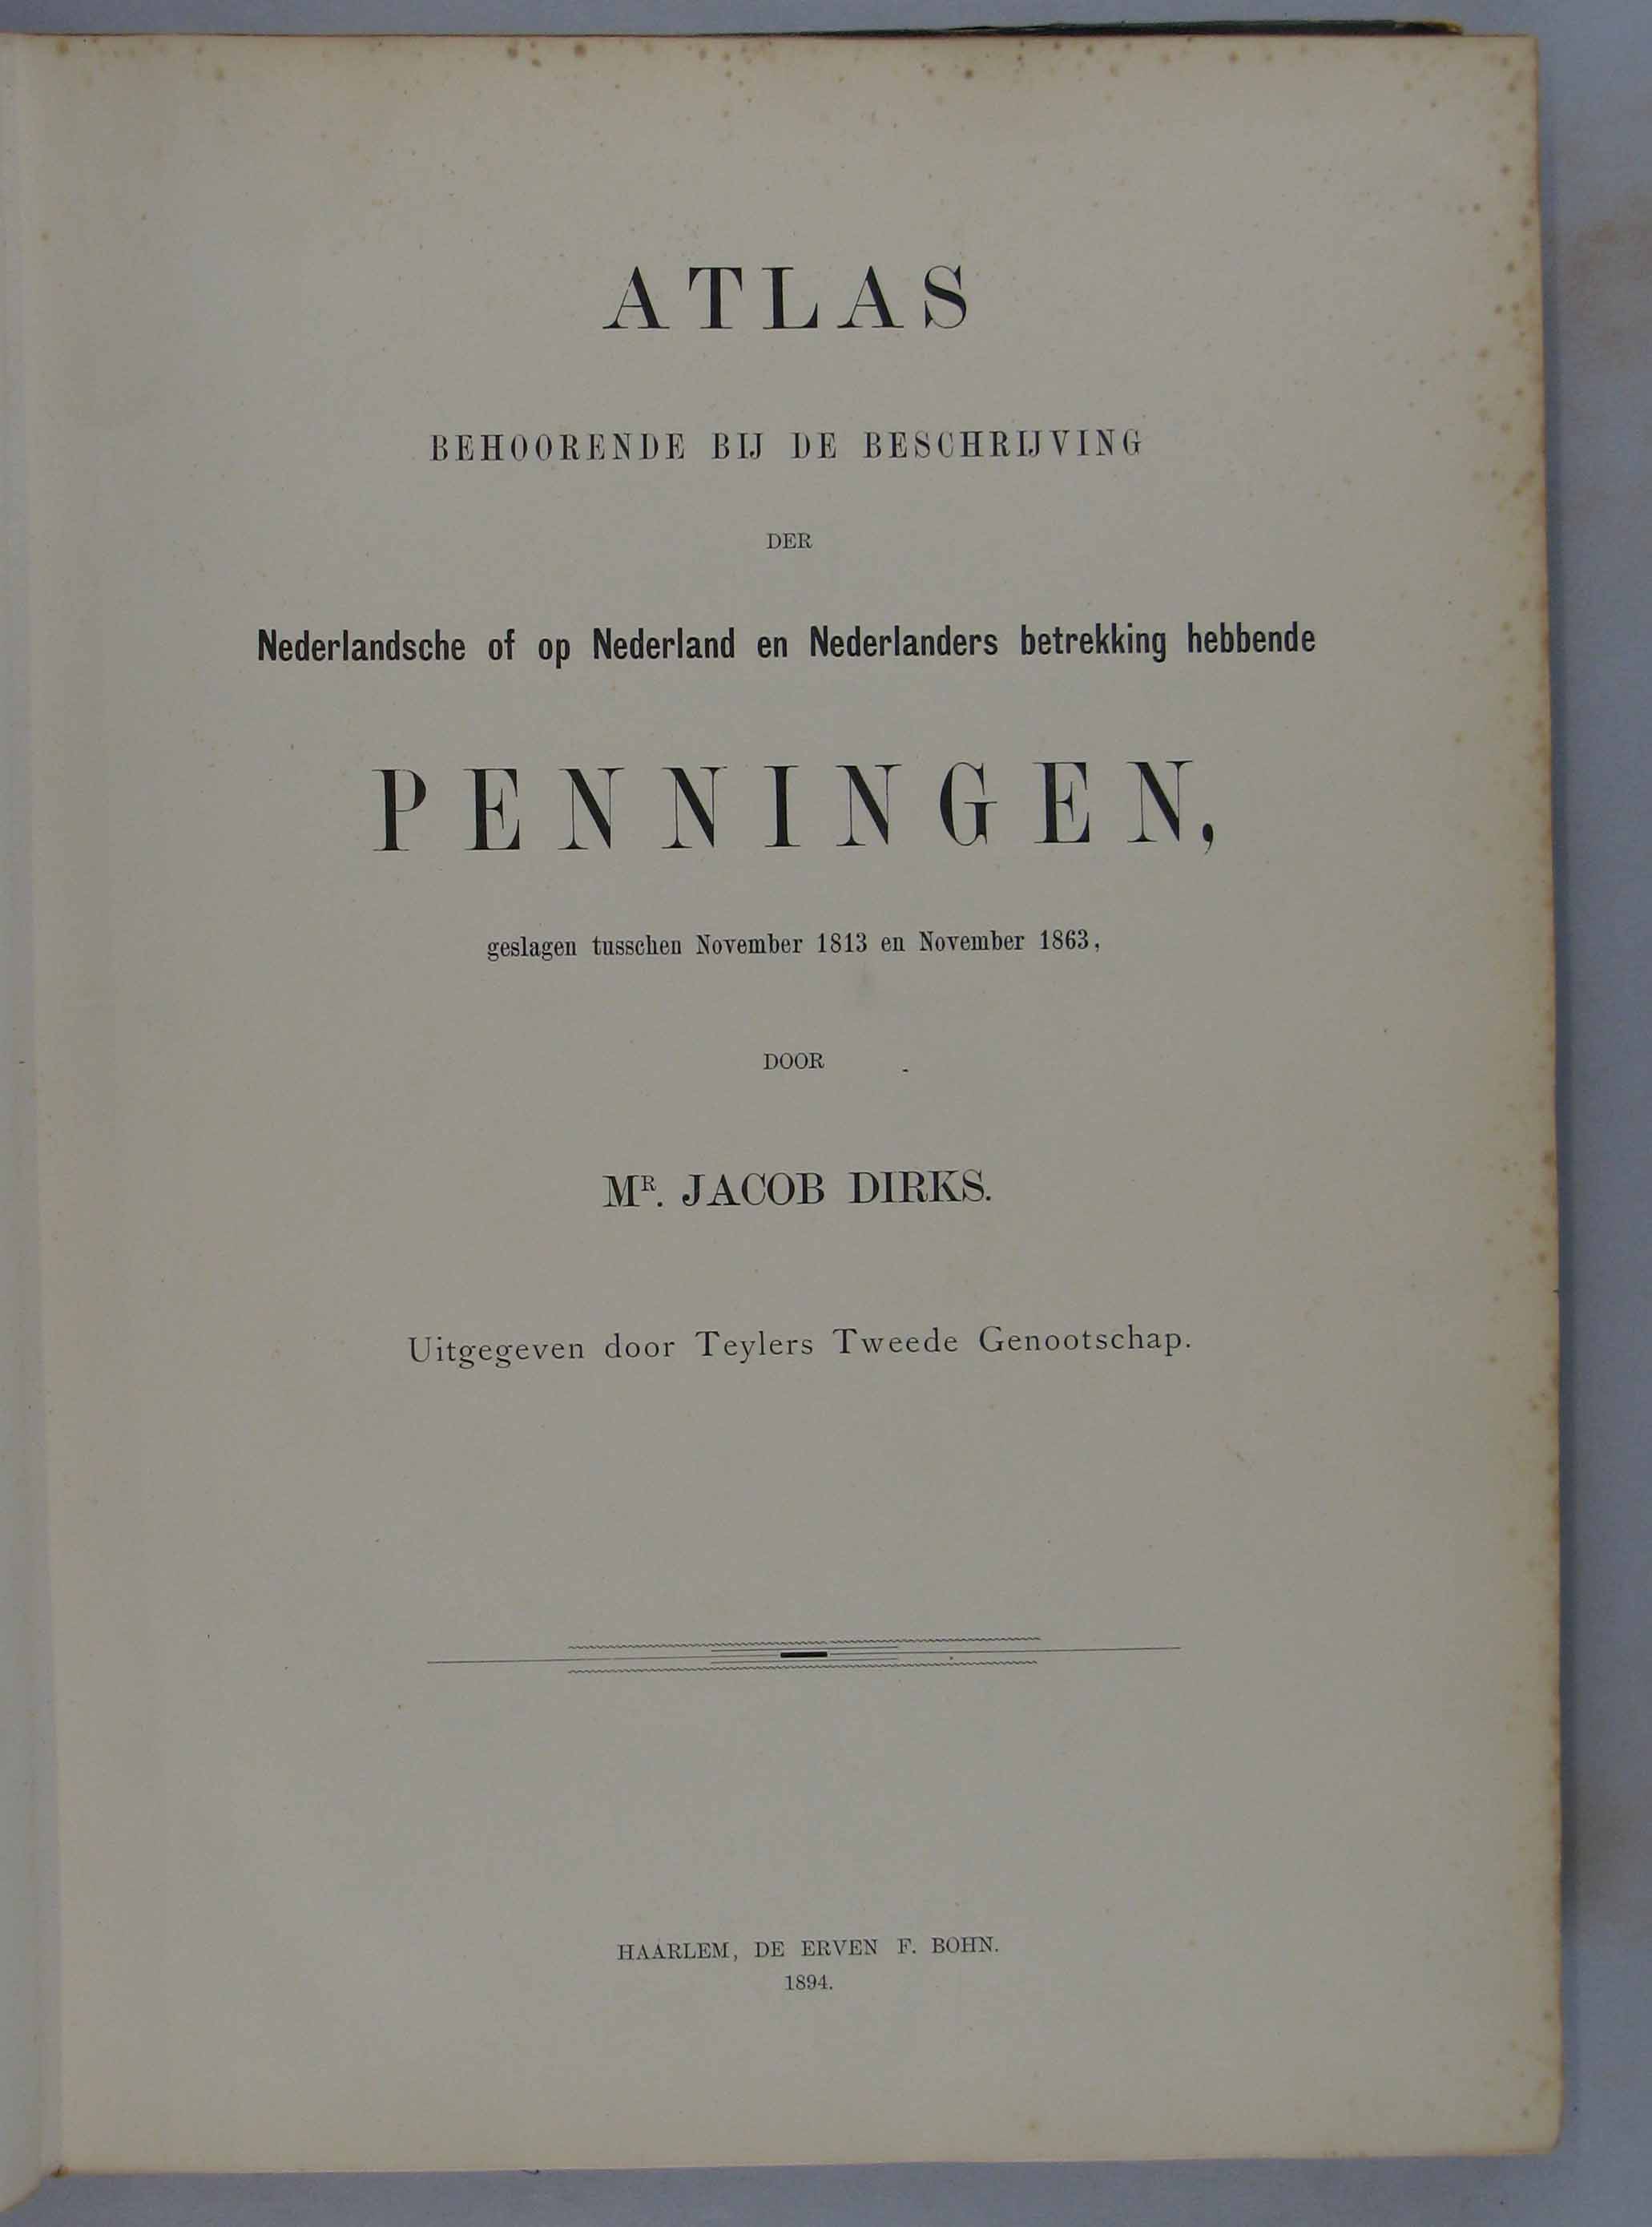 ATLAS
BEHOORENDE BIJ DE BESCHRIJVING
DER
Nederlandsche of op Nederland en Nederlanders betrekking hebbende
PENNINGEN,
geslagen tusschen November 1813 en November 1863,
DOOR
MR. JACOB DIRKS.
Uitgegeven door Teylers Tweede Genootschap.
HAARLEM, DE ERVEN F. BOHN.
1894.